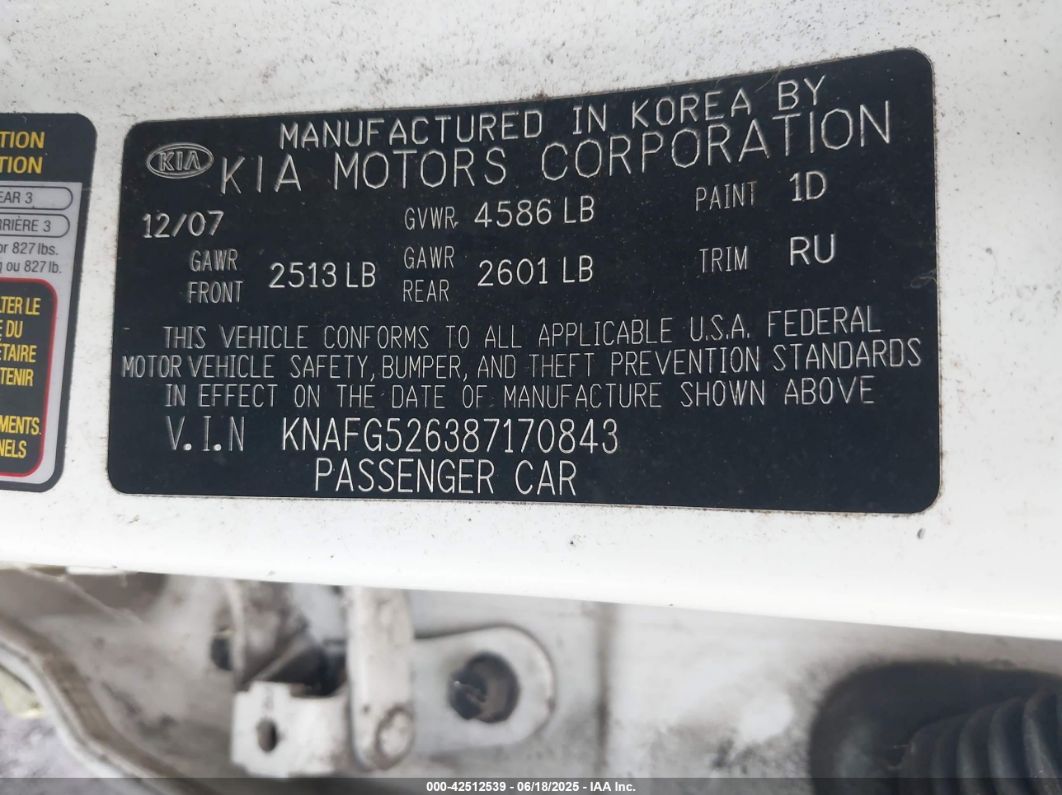 TION
TION
EAR 3
RRIÈRE 3
or 827 lbs.
g ou 827 lb.
LTER LE
E DU
ÉTAIRE
TENIR
MENTS.
NELS
MANUFACTURED IN KOREA BY
KIA KIA MOTORS CORPORATION
12/07 GVWR 4586 LB PAINT 1D
GAWR FRONT 2513 LB GAWR REAR 2601 LB TRIM RU
THIS VEHICLE CONFORMS TO ALL APPLICABLE U.S.A. FEDERAL
MOTOR VEHICLE SAFETY, BUMPER, AND THEFT PREVENTION STANDARDS
IN EFFECT ON THE DATE OF MANUFACTURE SHOWN ABOVE
V.I.N KNAFG526387170843
PASSENGER CAR
000-42512539 - 06/18/2025 - IAA Inc.